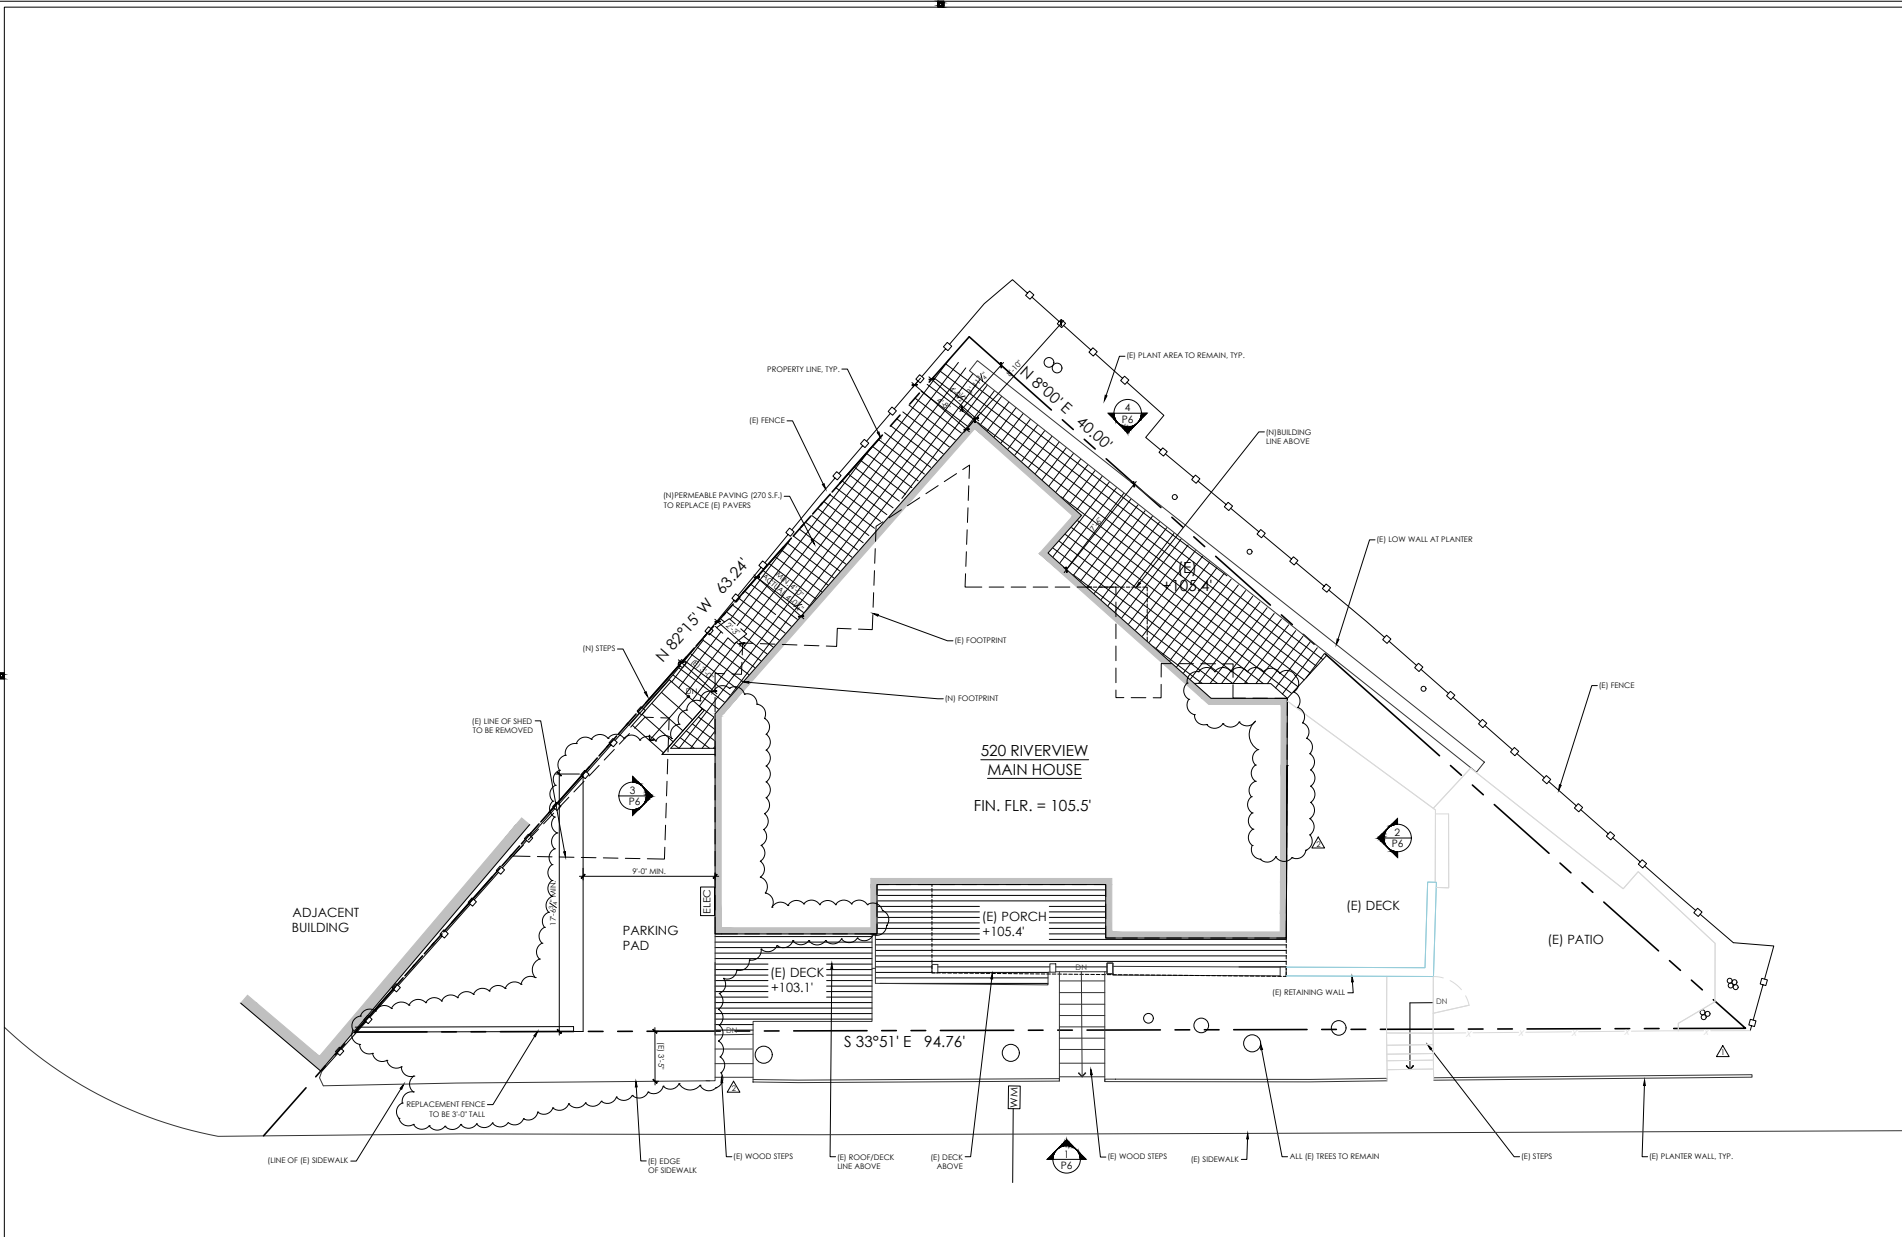 (E) PLANT AREA TO REMAIN, TYP.
PROPERTY LINE, TYP.
N 8°00' E 40.00'
4
P6
(E) FENCE
(N)BUILDING
LINE ABOVE
(N)PERMEABLE PAVING (270 S.F.)
TO REPLACE (E) PAVERS
(E) LOW WALL AT PLANTER
N 82°15' W 63.24'
(E)
+105.4'
(E) FOOTPRINT
(N) STEPS
DN
(N) FOOTPRINT
(E) FENCE
(E) LINE OF SHED
TO BE REMOVED
520 RIVERVIEW
MAIN HOUSE
FIN. FLR. = 105.5'
3
P6
2
P6
2
9'-0" MIN.
ELEC
ADJACENT
BUILDING
PARKING
PAD
(E) PORCH
+105.4'
(E) DECK
(E) PATIO
(E) DECK
+103.1'
DN
(E) RETAINING WALL
DN
DN
S 33°51' E 94.76'
(E) 3'-5"
1
2
REPLACEMENT FENCE
TO BE 3'-0" TALL
WM
(LINE OF (E) SIDEWALK
(E) EDGE
OF SIDEWALK
(E) WOOD STEPS
(E) ROOF/DECK
LINE ABOVE
(E) DECK
ABOVE
1
P6
(E) WOOD STEPS
(E) SIDEWALK
ALL (E) TREES TO REMAIN
(E) STEPS
(E) PLANTER WALL, TYP.